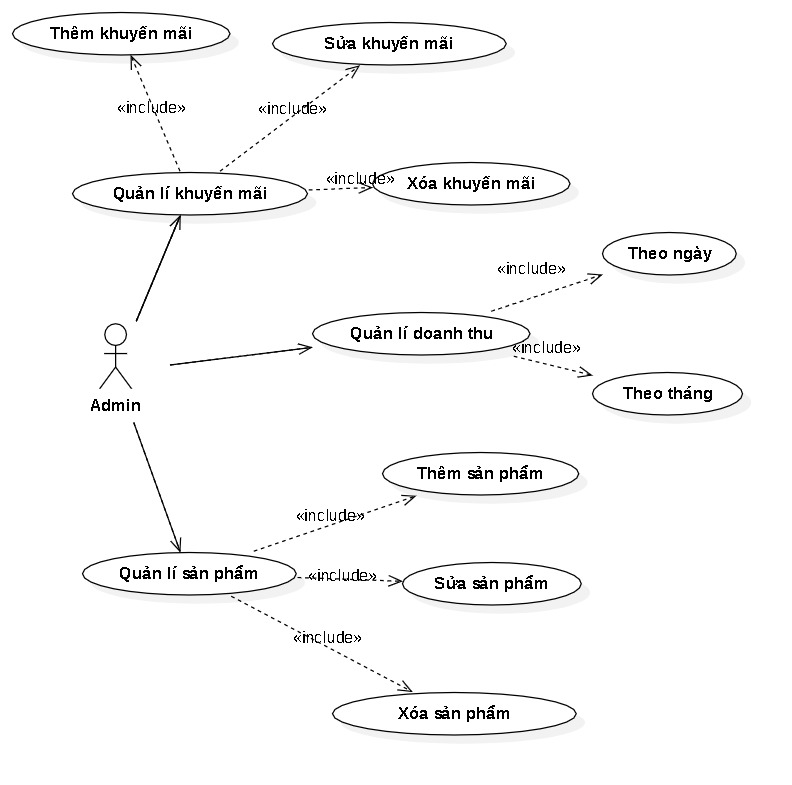 Thêm khuyến mãi
Sửa khuyến mãi
«include»
«include»
Quản lí khuyến mãi
«include»
Xóa khuyến mãi
Theo ngày
«include»
Quản lí doanh thu
«include»
Theo tháng
Admin
Thêm sản phẩm
«include»
Quản lí sản phẩm
«include»
Sửa sản phẩm
«include»
Xóa sản phẩm